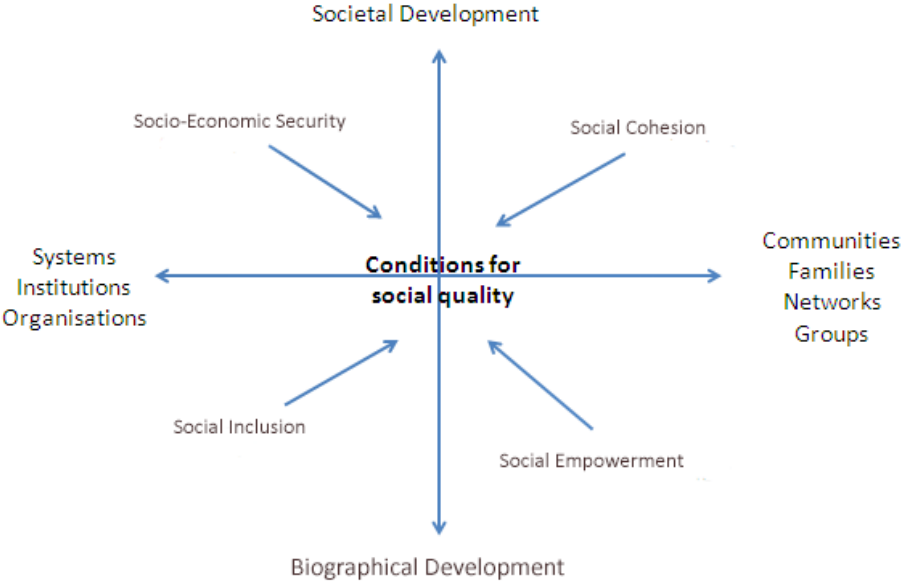 Societal Development
Socio-Economic Security
Social Cohesion
Systems
Institutions
Organisations
Conditions for
social quality
Communities
Families
Networks
Groups
Social Inclusion
Social Empowerment
Biographical Development